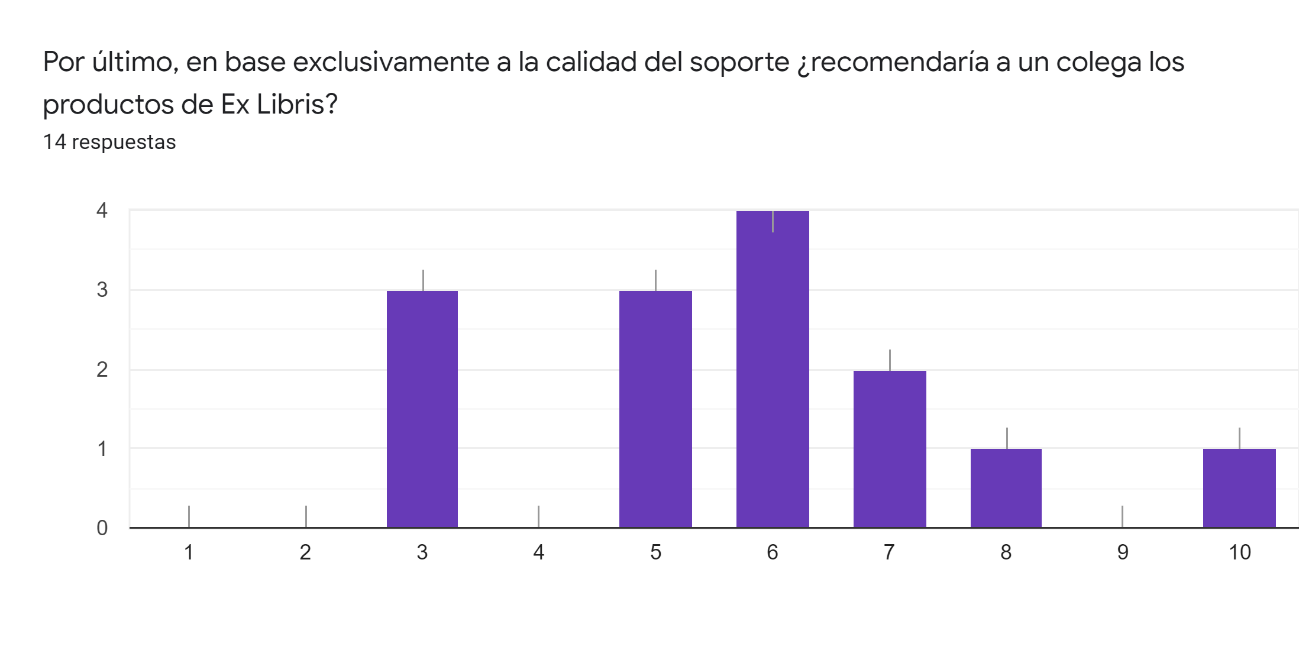 Por último, en base exclusivamente a la calidad del soporte ¿recomendaría a un colega los
productos de Ex Libris?
14 respuestas
4
3
2
1
0
1 2 3 4 5 6 7 8 9 10